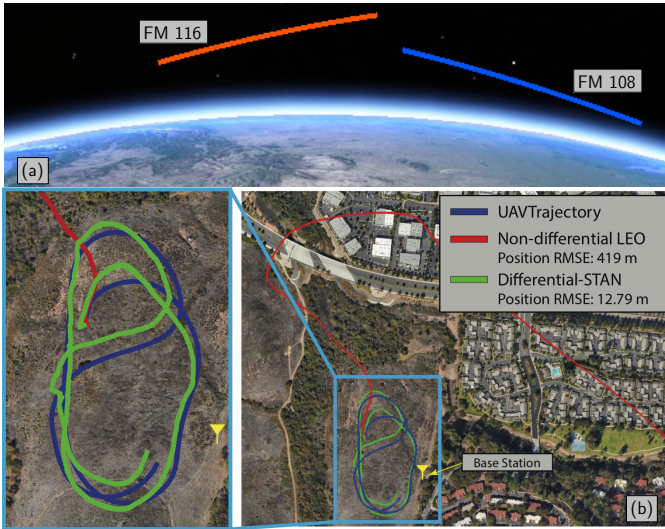 FM 116
FM 108
(a)
UAVTrajectory
Non-differential LEO
Position RMSE: 419 m
Differential-STAN
Position RMSE: 12.79 m
Base Station
(b)